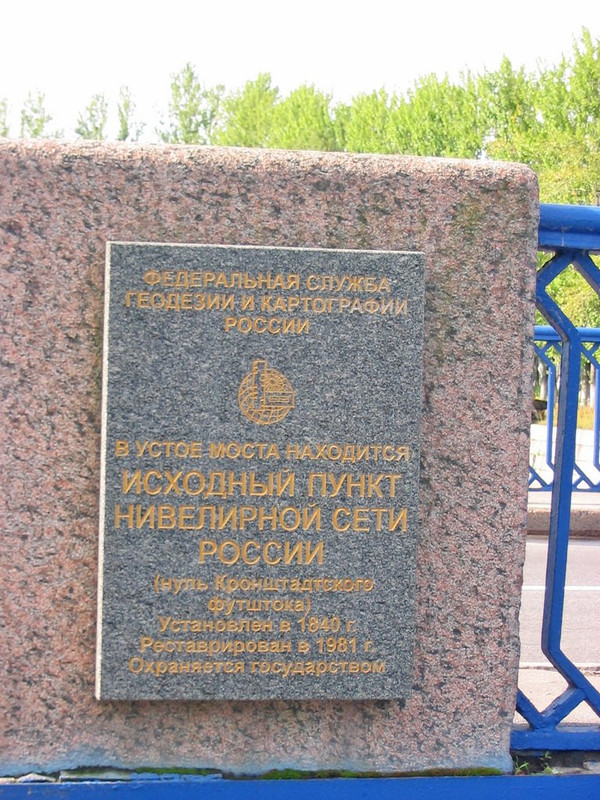 ФЕДЕРАЛЬНАЯ СЛУЖБА
ГЕОДЕЗИИ И КАРТОГРАФИИ
РОССИИ
В УСТОЕ МОСТА НАХОДИТСЯ
ИСХОДНЫЙ ПУНКТ
НИВЕЛИРНОЙ СЕТИ
РОССИИ
(нуль Кронштадтского
футштока)
Установлен в 1840 г.
Реставрирован в 1981 г.
Охраняется государством